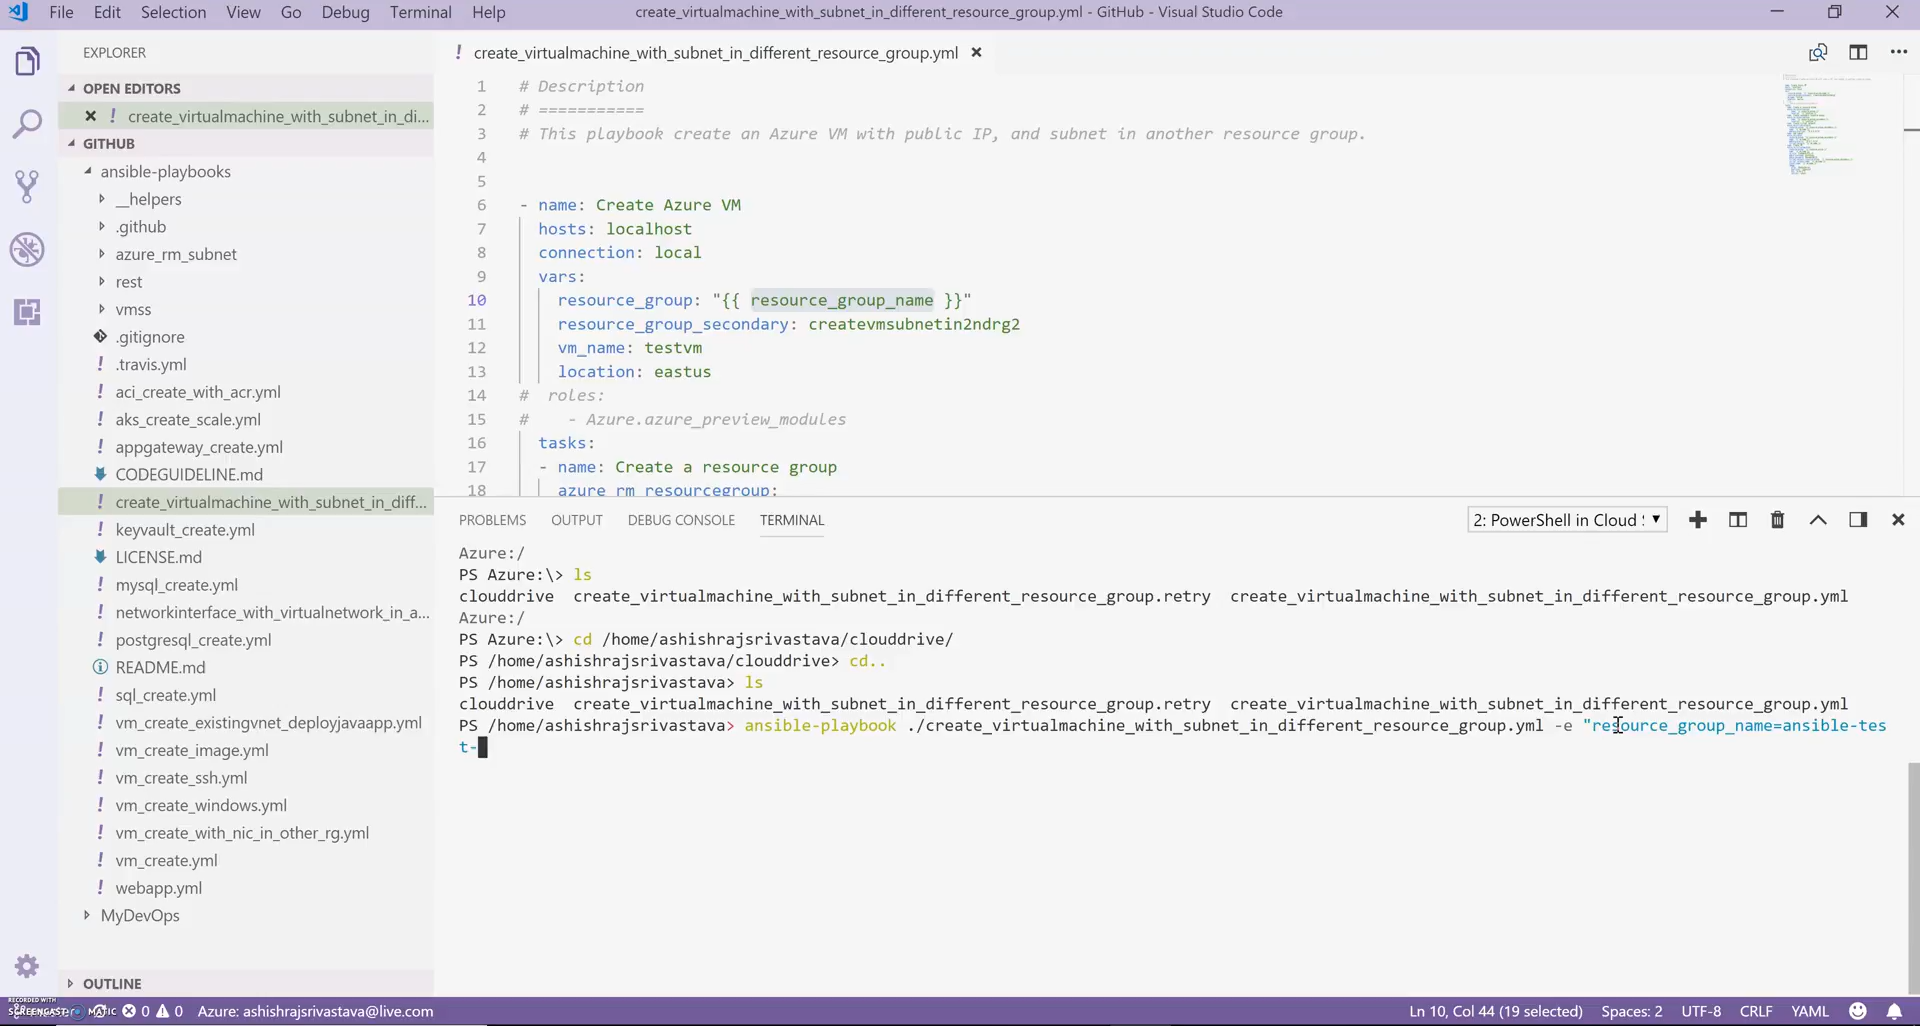 File Edit Selection View Go Debug Terminal Help
create_virtualmachine_with_subnet_in_different_resource_group.yml - GitHub - Visual Studio Code
EXPLORER
OPEN EDITORS
create_virtualmachine_with_subnet_in_di...
GITHUB
ansible-playbooks
__helpers
.github
azure_rm_subnet
rest
vmss
.gitignore
.travis.yml
aci_create_with_acr.yml
aks_create_scale.yml
appgateway_create.yml
CODEGUIDELINE.md
create_virtualmachine_with_subnet_in_diff...
keyvault_create.yml
LICENSE.md
mysql_create.yml
networkinterface_with_virtualnetwork_in_a...
postgresql_create.yml
README.md
sql_create.yml
vm_create_existingvnet_deployjavaapp.yml
vm_create_image.yml
vm_create_ssh.yml
vm_create_windows.yml
vm_create_with_nic_in_other_rg.yml
vm_create.yml
webapp.yml
MyDevOps
OUTLINE
create_virtualmachine_with_subnet_in_different_resource_group.yml
1 # Description
2 # ===========
3 # This playbook create an Azure VM with public IP, and subnet in another resource group.
4
5
6 - name: Create Azure VM
7 hosts: localhost
8 connection: local
9 vars:
10 resource_group: "{{ resource_group_name }}"
11 resource_group_secondary: createvmsubnetin2ndrg2
12 vm_name: testvm
13 location: eastus
14 # roles:
15 # - Azure.azure_preview_modules
16 tasks:
17 - name: Create a resource group
18 azure_rm_resourcegroup:
PROBLEMS OUTPUT DEBUG CONSOLE TERMINAL
2: PowerShell in Cloud
Azure:/
PS Azure:\> ls
clouddrive create_virtualmachine_with_subnet_in_different_resource_group.retry create_virtualmachine_with_subnet_in_different_resource_group.yml
Azure:/
PS Azure:\> cd /home/ashishrajsrivastava/clouddrive/
PS /home/ashishrajsrivastava/clouddrive> cd..
PS /home/ashishrajsrivastava> ls
clouddrive create_virtualmachine_with_subnet_in_different_resource_group.retry create_virtualmachine_with_subnet_in_different_resource_group.yml
PS /home/ashishrajsrivastava> ansible-playbook ./create_virtualmachine_with_subnet_in_different_resource_group.yml -e "resource_group_name=ansible-tes
t-
RECORDED WITH
SCREENCAST MATIC
0 0 Azure: ashishrajsrivastava@live.com
Ln 10, Col 44 (19 selected) Spaces: 2 UTF-8 CRLF YAML